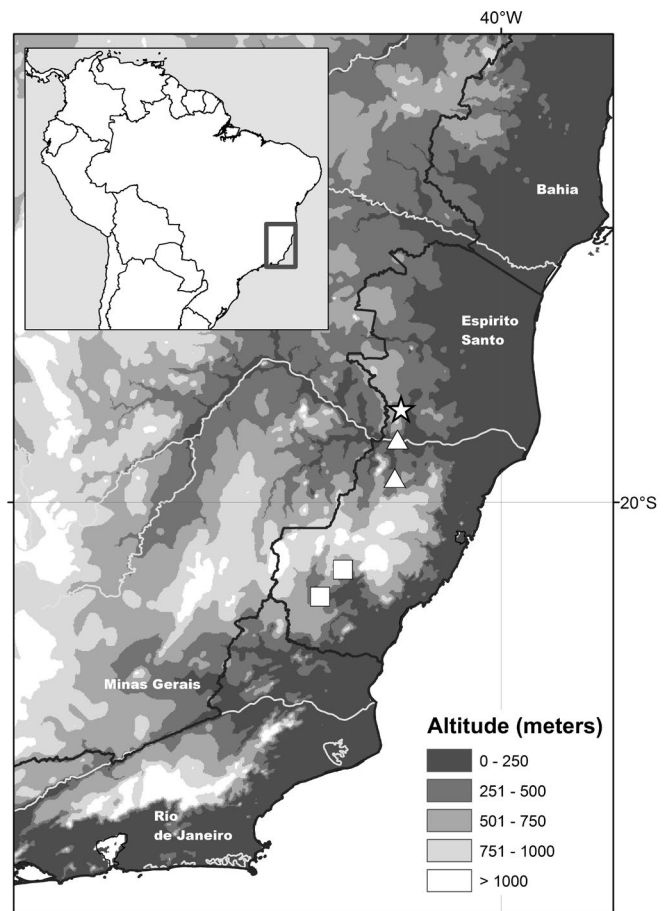 40°W
Bahia
Espirito
Santo
20°S
Minas Gerais
Altitude (meters)
0 - 250
251 - 500
501 - 750
751 - 1000
> 1000
Rio
de Janeiro